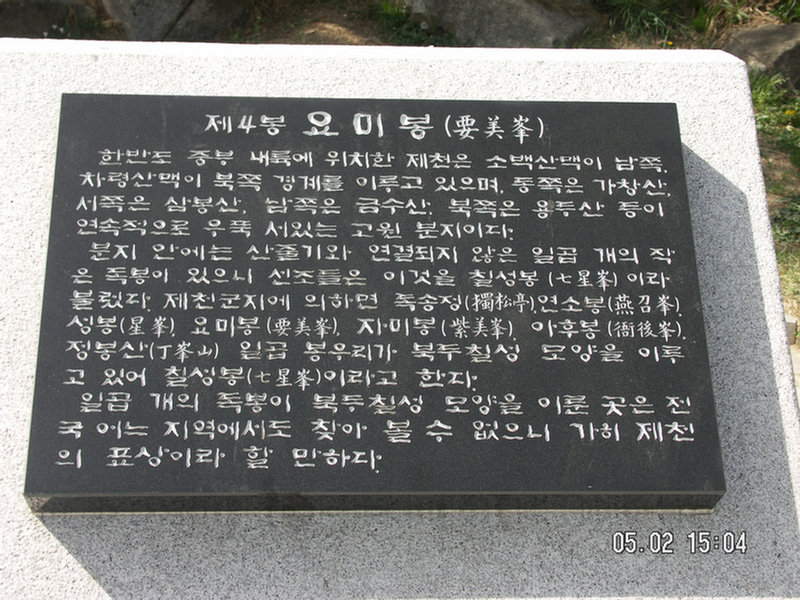 제4봉 요미봉(要美峯)
한반도 중부 내륙에 위치한 제천은 소백산맥이 남쪽,
차령산맥이 북쪽 경계를 이루고 있으며, 동쪽은 가창산,
서쪽은 삼봉산, 남쪽은 금수산, 북쪽은 용두산 등이
연속적으로 우뚝 서있는 고원 분지이다.
분지 안에는 산줄기와 연결되지 않은 일곱 개의 작
은 독봉이 있으니 선조들은 이것을 칠성봉(七星峯)이라
불렀다. 제천군지에 의하면 독송정(獨松亭),연소봉(燕召峯),
성봉(星峯), 요미봉(要美峯), 자미봉(紫美峯), 아후봉(衙後峯),
정봉산(丁峯山) 일곱 봉우리가 북두칠성 모양을 이루
고 있어 칠성봉(七星峯)이라고 한다.
일곱 개의 독봉이 북두칠성 모양을 이룬 곳은 전
국 어느 지역에서도 찾아 볼 수 없으니 가히 제천
의 표상이라 할 만하다.
05.02 15:04